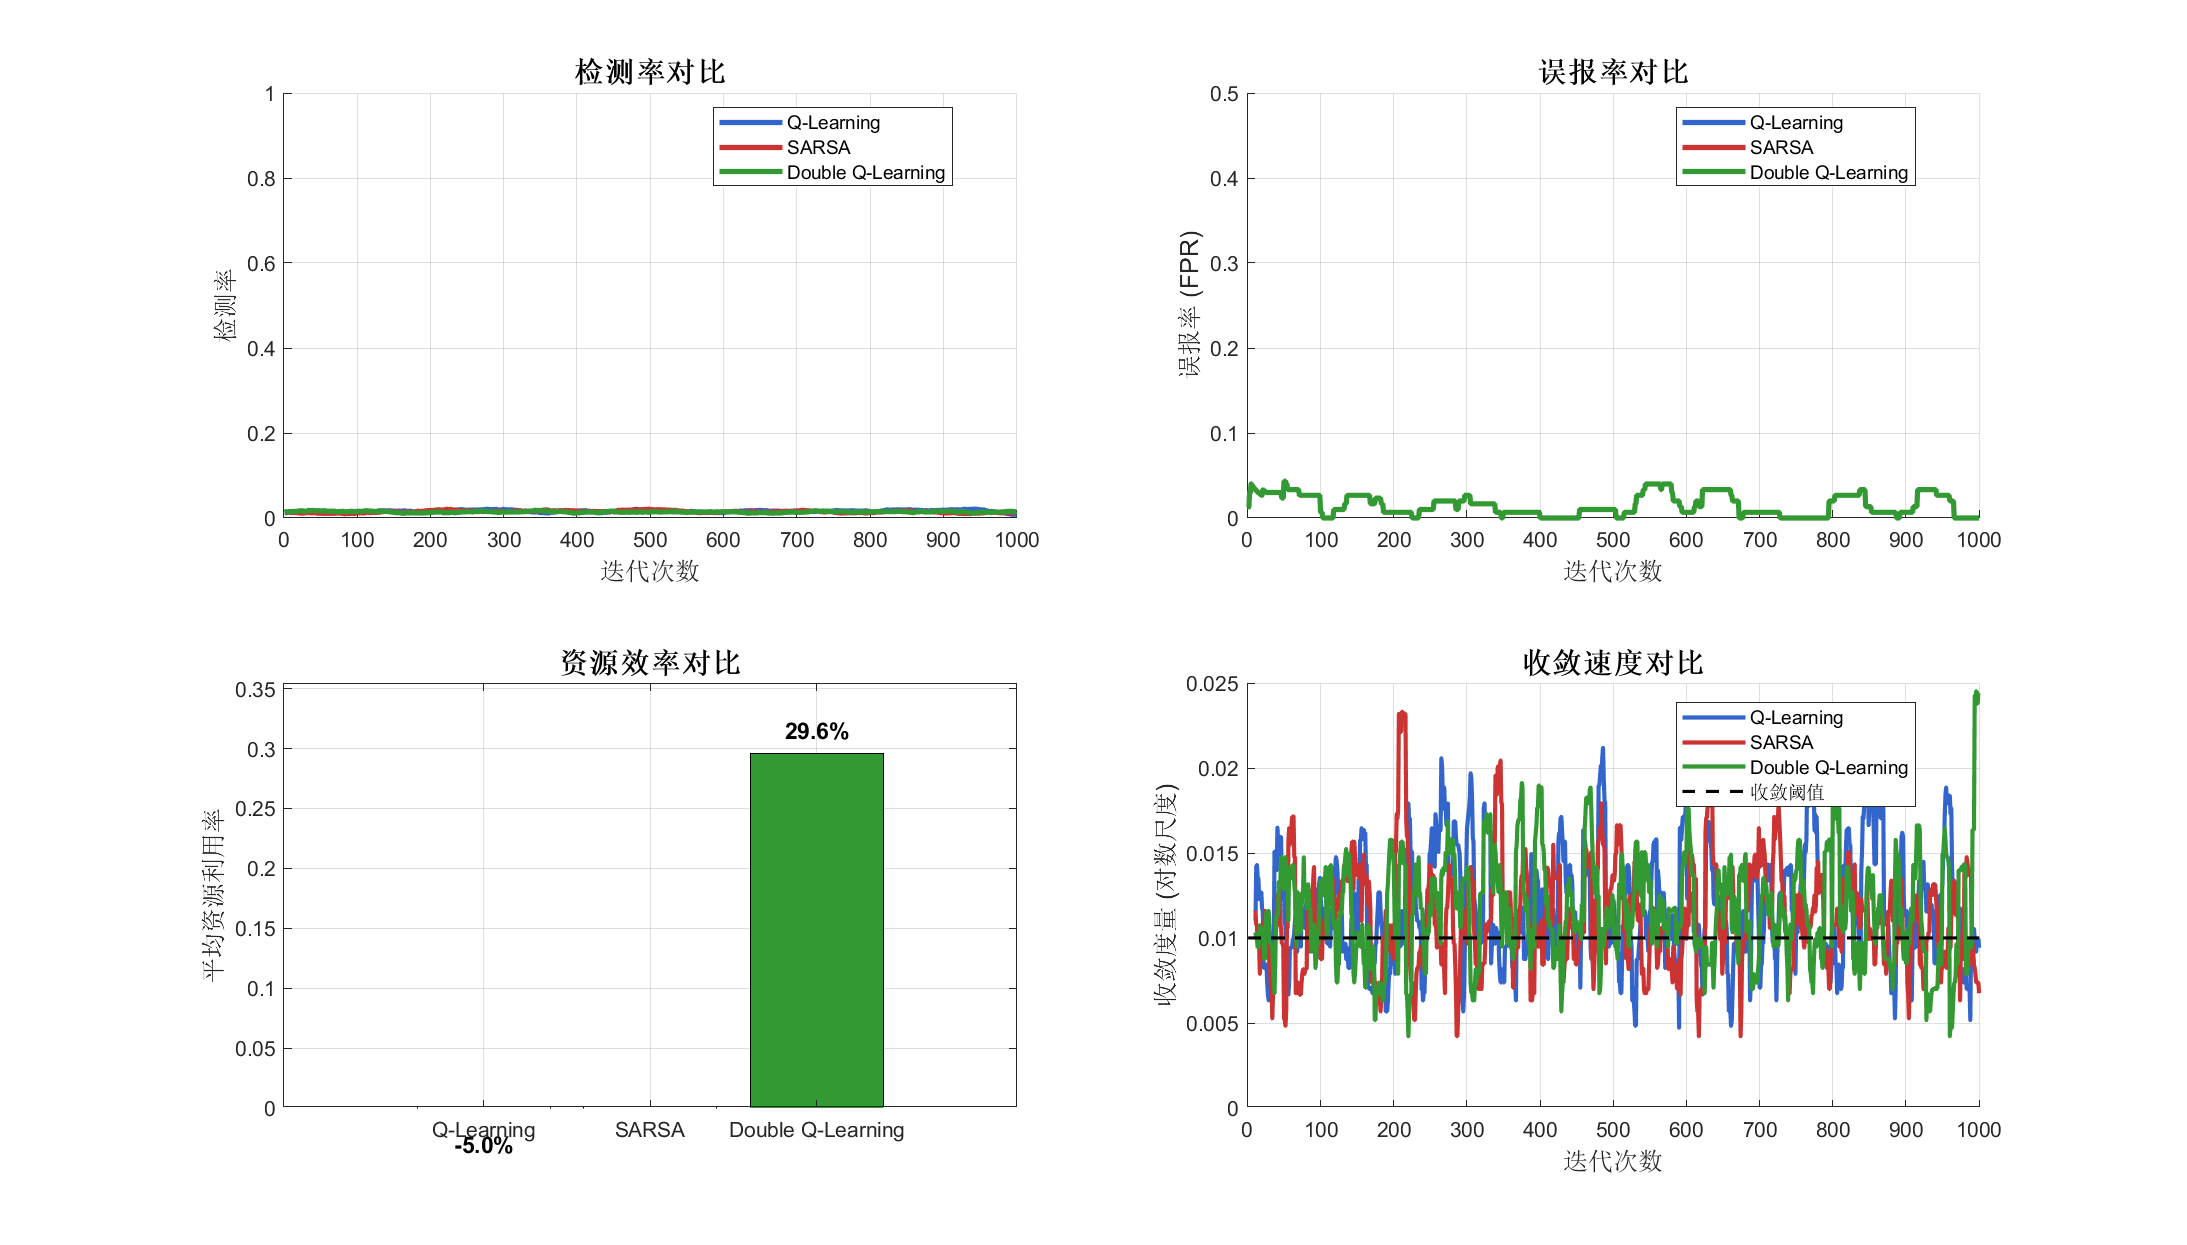 检测率对比
1
0.8
0.6
0.4
0.2
0
检测率
0 100 200 300 400 500 600 700 800 900 1000
迭代次数
Q-Learning
SARSA
Double Q-Learning
误报率对比
0.5
0.4
0.3
0.2
0.1
0
误报率 (FPR)
0 100 200 300 400 500 600 700 800 900 1000
迭代次数
Q-Learning
SARSA
Double Q-Learning
资源效率对比
0.35
0.3
0.25
0.2
0.15
0.1
0.05
0
平均资源利用率
29.6%
Q-Learning SARSA Double Q-Learning
-5.0%
收敛速度对比
0.025
0.02
0.015
0.01
0.005
0
收敛度量 (对数尺度)
0 100 200 300 400 500 600 700 800 900 1000
迭代次数
Q-Learning
SARSA
Double Q-Learning
收敛阈值